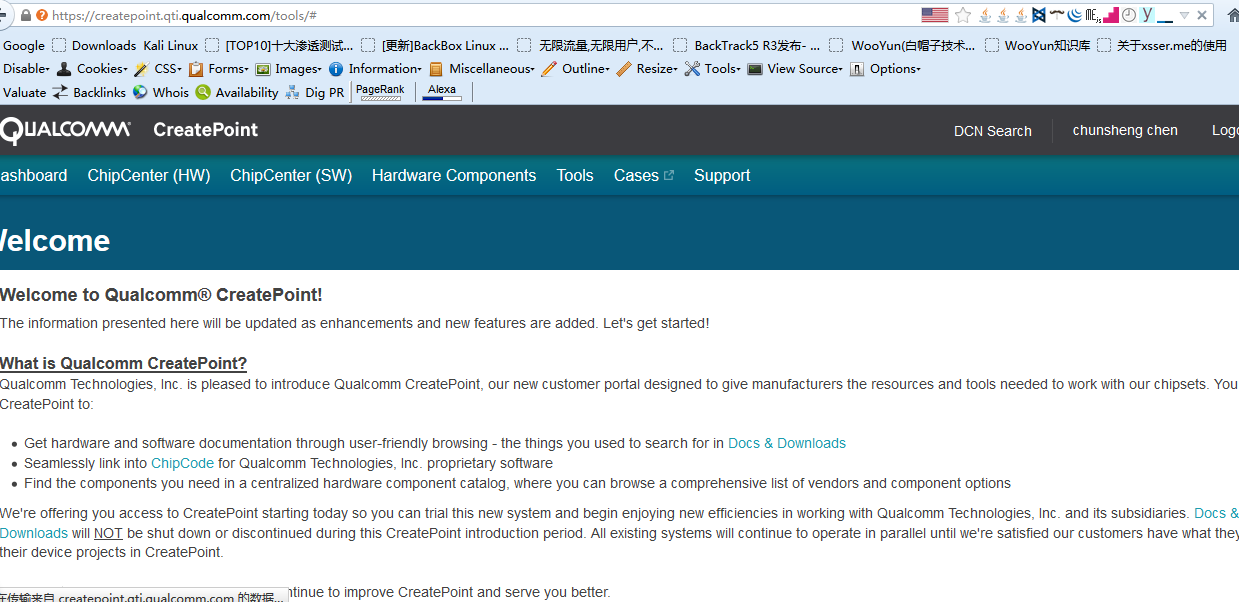 https://createpoint.qti.qualcomm.com/tools/#
Google Downloads Kali Linux [TOP10]十大渗透测试... [更新]BackBox Linux ... 无限流量,无限用户,不... BackTrack5 R3发布- ... WooYun(白帽子技术... WooYun知识库 关于xsser.me的使用
Disable Cookies CSS Forms Images Information Miscellaneous Outline Resize Tools View Source Options
Valuate Backlinks Whois Availability Dig PR PageRank Alexa
QUALCOMM® CreatePoint DCN Search chunsheng chen Logo
ashboard ChipCenter (HW) ChipCenter (SW) Hardware Components Tools Cases Support
elcome
Welcome to Qualcomm® CreatePoint!
The information presented here will be updated as enhancements and new features are added. Let's get started!
What is Qualcomm CreatePoint?
Qualcomm Technologies, Inc. is pleased to introduce Qualcomm CreatePoint, our new customer portal designed to give manufacturers the resources and tools needed to work with our chipsets. You
CreatePoint to:
• Get hardware and software documentation through user-friendly browsing - the things you used to search for in Docs & Downloads
• Seamlessly link into ChipCode for Qualcomm Technologies, Inc. proprietary software
• Find the components you need in a centralized hardware component catalog, where you can browse a comprehensive list of vendors and component options
We're offering you access to CreatePoint starting today so you can trial this new system and begin enjoying new efficiencies in working with Qualcomm Technologies, Inc. and its subsidiaries. Docs &
Downloads will NOT be shut down or discontinued during this CreatePoint introduction period. All existing systems will continue to operate in parallel until we're satisfied our customers have what they
their device projects in CreatePoint.
ntinue to improve CreatePoint and serve you better.
在传输来自 createpoint.qti.qualcomm.com 的数据...